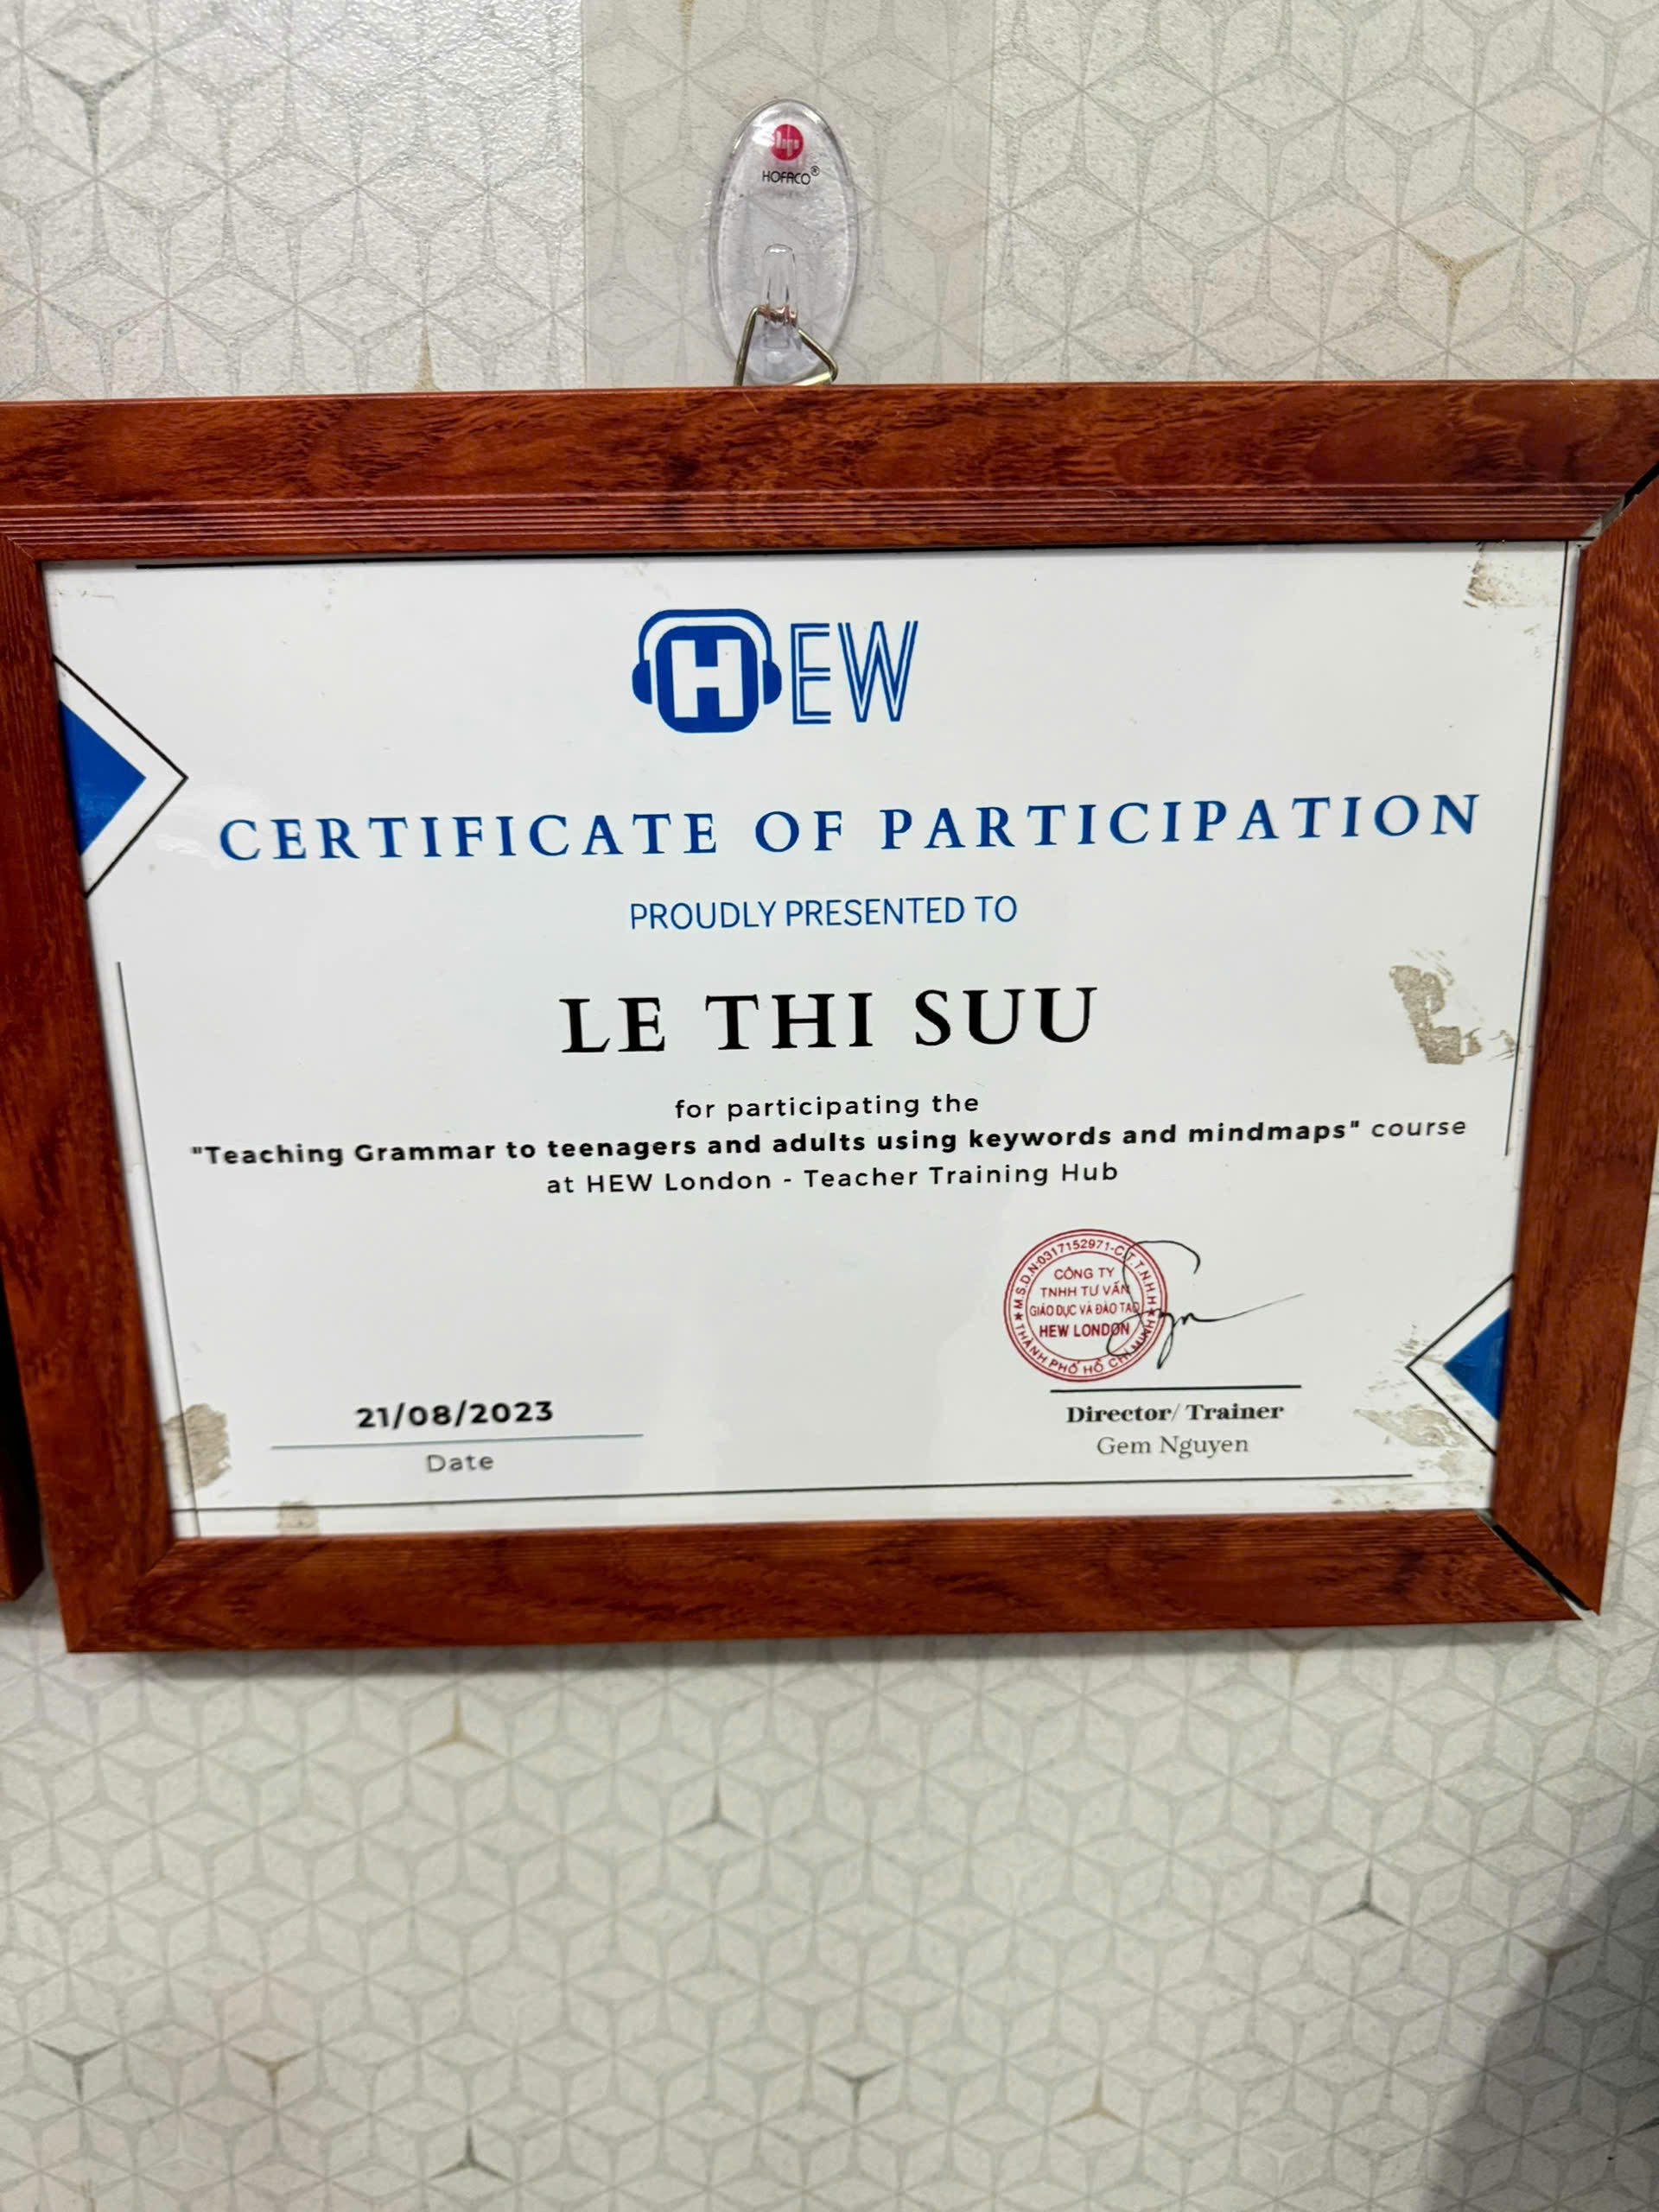 hp
HOFACO®
HEW
CERTIFICATE OF PARTICIPATION
PROUDLY PRESENTED TO
LE THI SUU
for participating the
"Teaching Grammar to teenagers and adults using keywords and mindmaps" course
at HEW London - Teacher Training Hub
M.S.D.N:0317152971-C.T.T.N.H.H
CÔNG TY
TNHH TƯ VẤN
GIÁO DỤC VÀ ĐÀO TẠO
HEW LONDON
THÀNH PHỐ HỒ CHÍ MINH
21/08/2023
Date
Director/ Trainer
Gem Nguyen